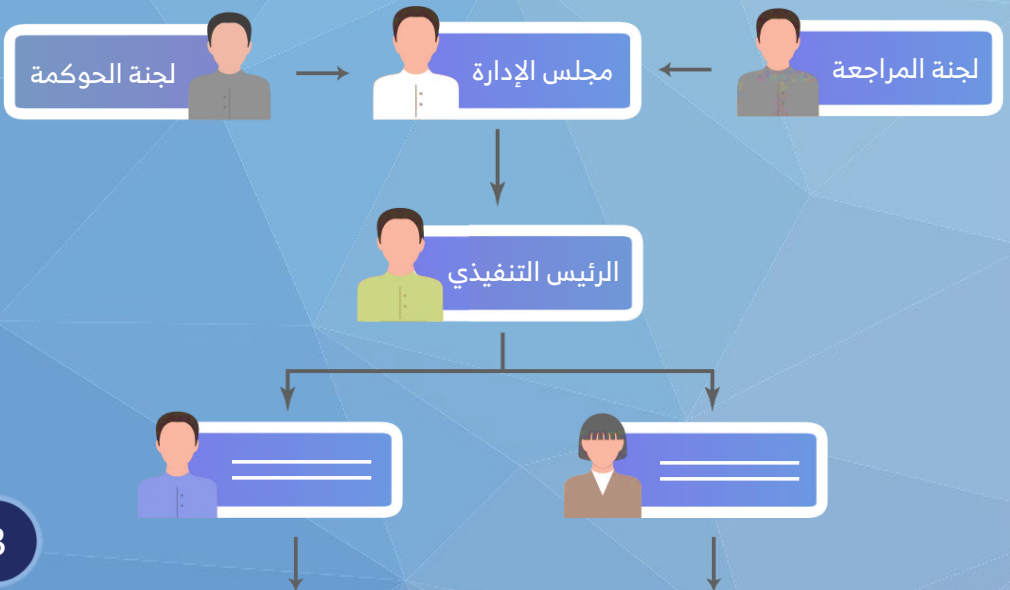 لجنة المراجعة
مجلس الإدارة
لجنة الحوكمة
الرئيس التنفيذي